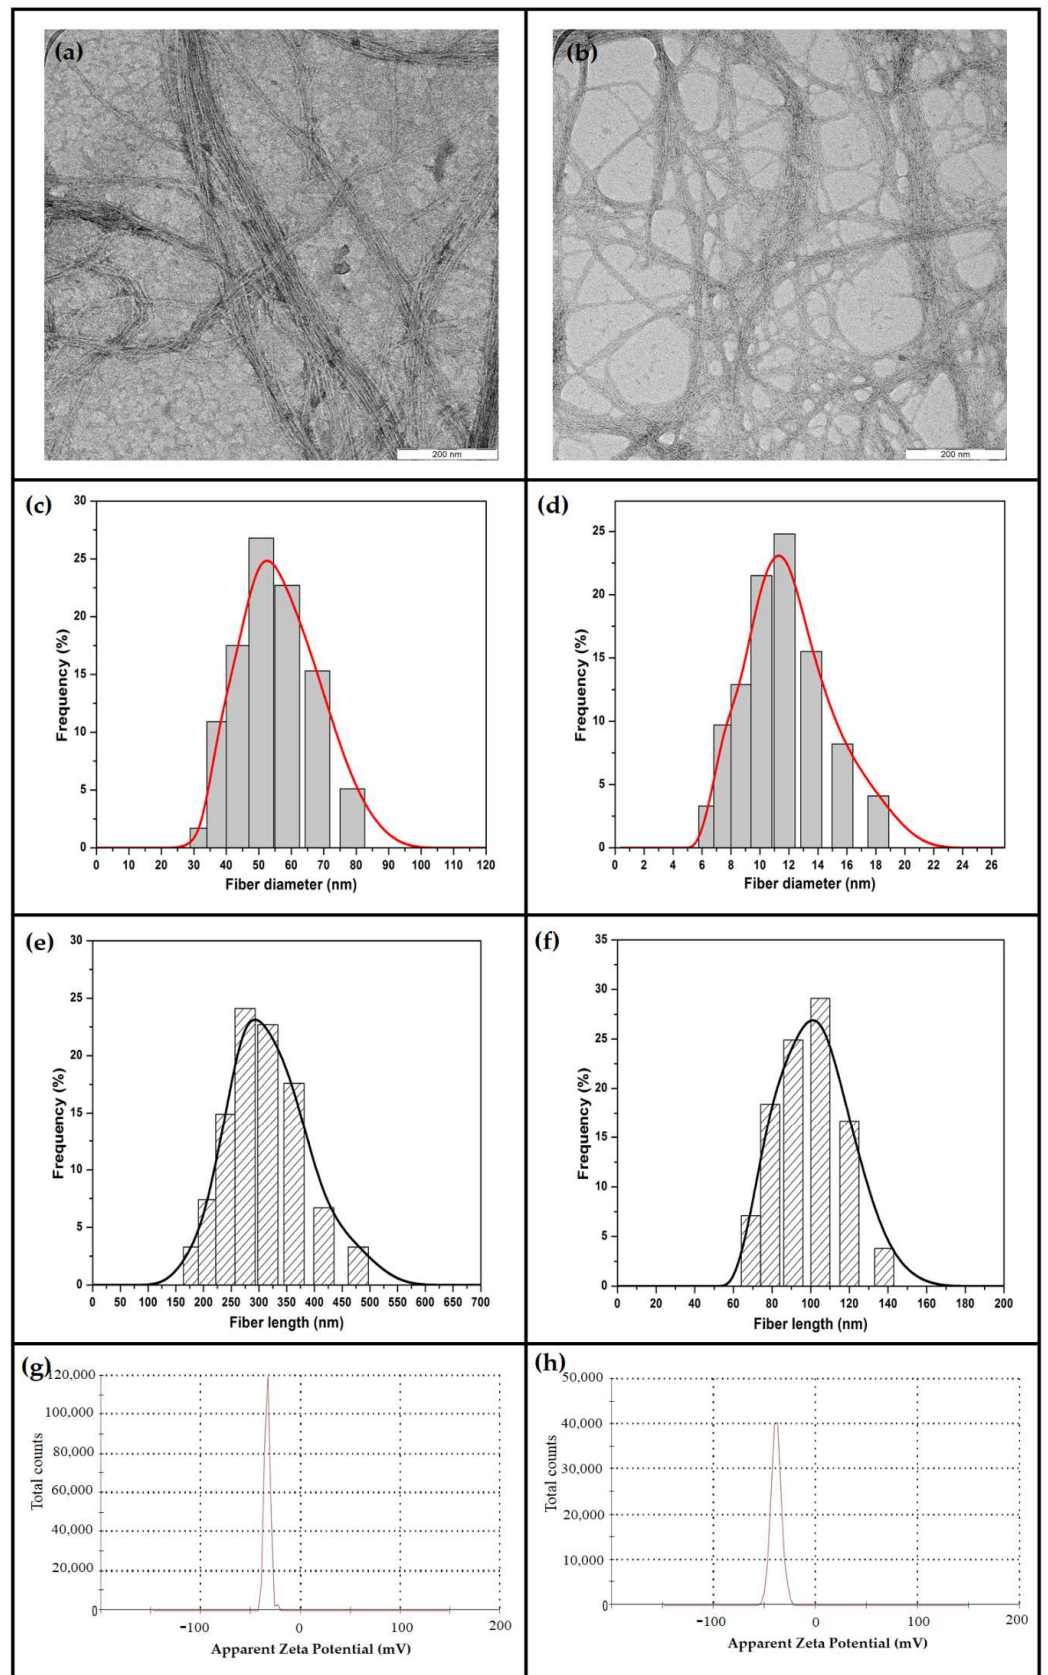 (a)
200 nm
(b)
200 nm
(c)
30
25
20
15
10
5
0
Frequency (%)
0 10 20 30 40 50 60 70 80 90 100 110 120
Fiber diameter (nm)
(d)
25
20
15
10
5
0
Frequency (%)
0 2 4 6 8 10 12 14 16 18 20 22 24 26
Fiber diameter (nm)
(e)
30
25
20
15
10
5
0
Frequency (%)
0 50 100 150 200 250 300 350 400 450 500 550 600 650 700
Fiber length (nm)
(f)
35
30
25
20
15
10
5
0
Frequency (%)
0 20 40 60 80 100 120 140 160 180 200
Fiber length (nm)
(g)
120,000
100,000
80,000
60,000
40,000
20,000
0
Total counts
−100 0 100 200
Apparent Zeta Potential (mV)
(h)
50,000
40,000
30,000
20,000
10,000
0
Total counts
−100 0 100 200
Apparent Zeta Potential (mV)